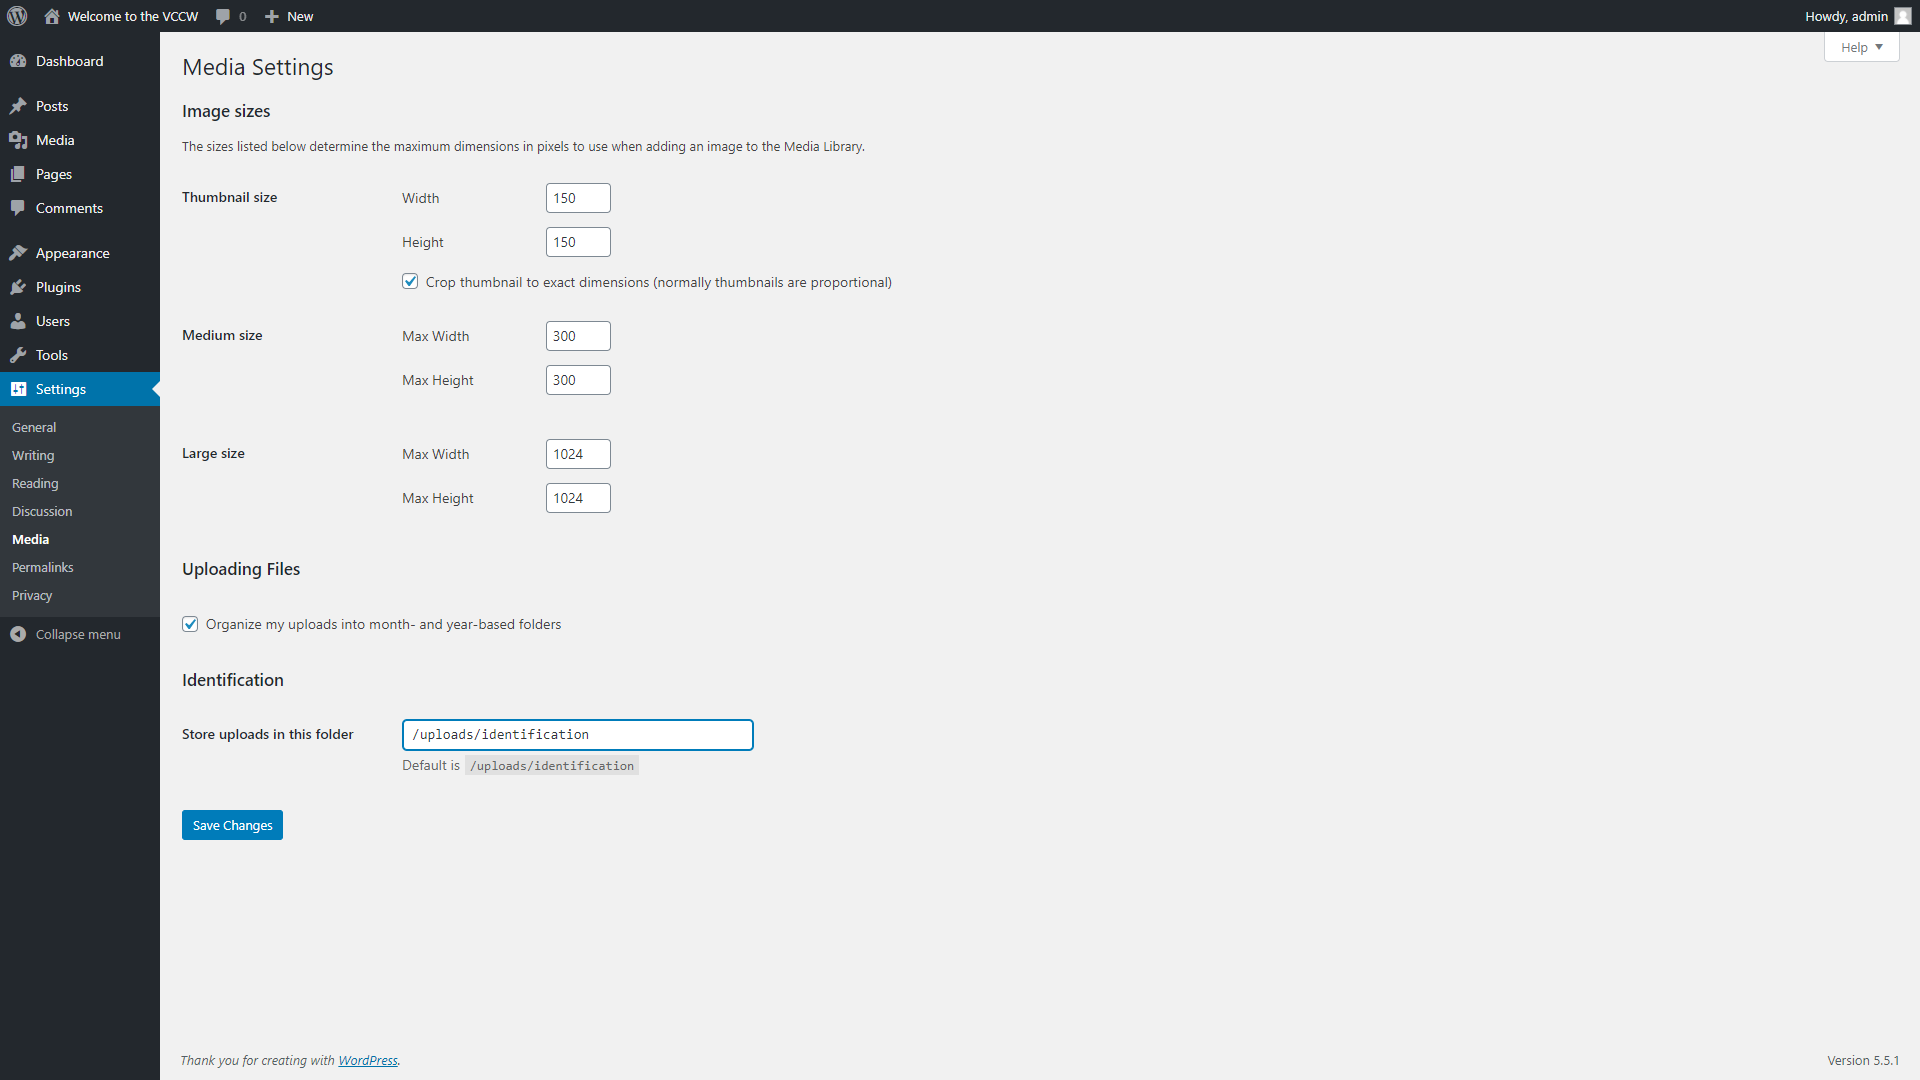 Welcome to the VCCW 0 New Howdy, admin
Help
Dashboard
Posts
Media
Pages
Comments
Appearance
Plugins
Users
Tools
Settings
General
Writing
Reading
Discussion
Media
Permalinks
Privacy
Collapse menu
Media Settings
Image sizes
The sizes listed below determine the maximum dimensions in pixels to use when adding an image to the Media Library.
Thumbnail size Width 150
Height 150
Crop thumbnail to exact dimensions (normally thumbnails are proportional)
Medium size Max Width 300
Max Height 300
Large size Max Width 1024
Max Height 1024
Uploading Files
Organize my uploads into month- and year-based folders
Identification
Store uploads in this folder /uploads/identification
Default is /uploads/identification
Save Changes
Thank you for creating with WordPress. Version 5.5.1